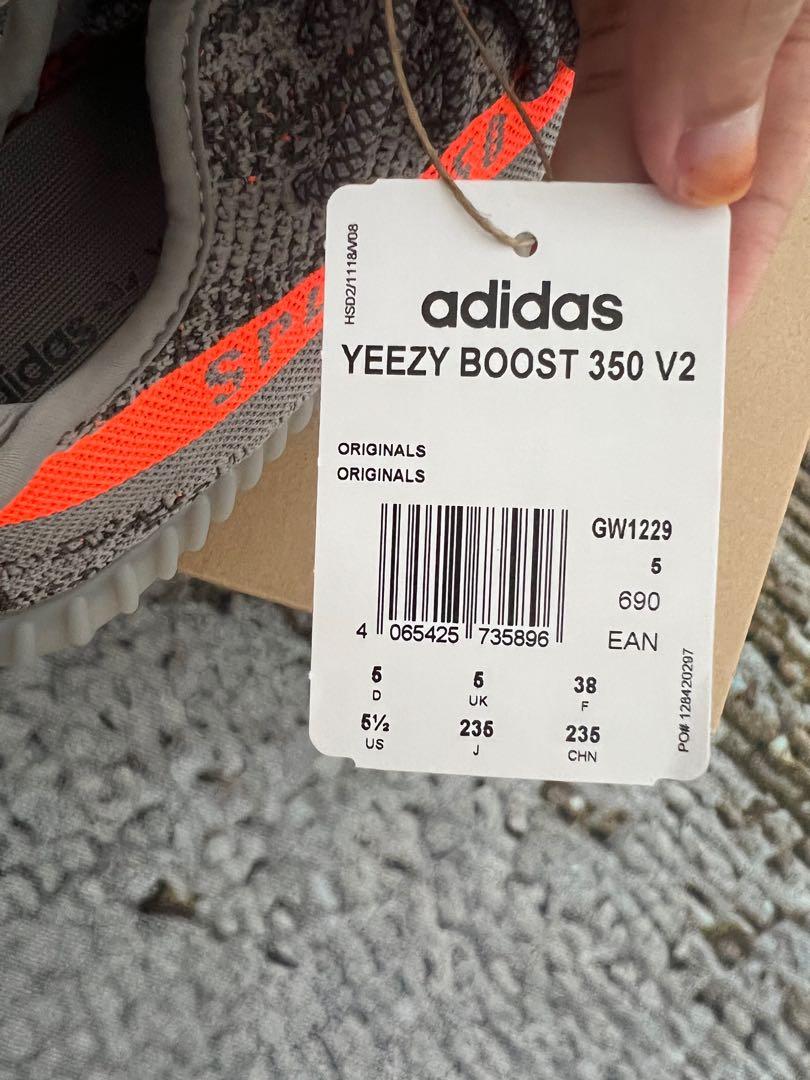 HSD2/1118/V08
adidas
YEEZY BOOST 350 V2
ORIGINALS
ORIGINALS
GW1229
5
690
EAN
4 065425 735896
5 5 38
D UK F
5½ 235 235
US J CHN
PO# 128420297
adidas